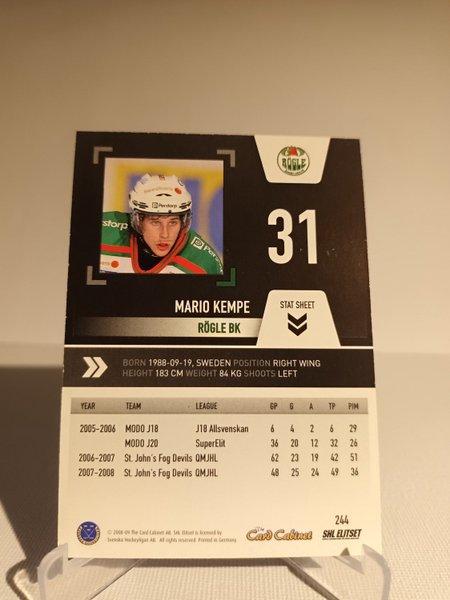 RÖGLE
Perstorp
rstorp
31
MARIO KEMPE
RÖGLE BK
STAT SHEET
BORN 1988-09-19, SWEDEN POSITION RIGHT WING
HEIGHT 183 CM WEIGHT 84 KG SHOOTS LEFT
YEAR TEAM LEAGUE GP G A TP PIM
2005-2006 MODO J18 J18 Allsvenskan 6 4 2 6 29
MODO J20 SuperElit 36 20 12 32 26
2006-2007 St. John's Fog Devils QMJHL 62 23 19 42 51
2007-2008 St. John's Fog Devils QMJHL 48 25 24 49 36
244
© 2008-09 The Card Cabinet AB. SHL Elitset is licensed by
Svenska Hockeyligan AB. All rights reserved. Printed in Germany
The Card Cabinet
SHL ELITSET